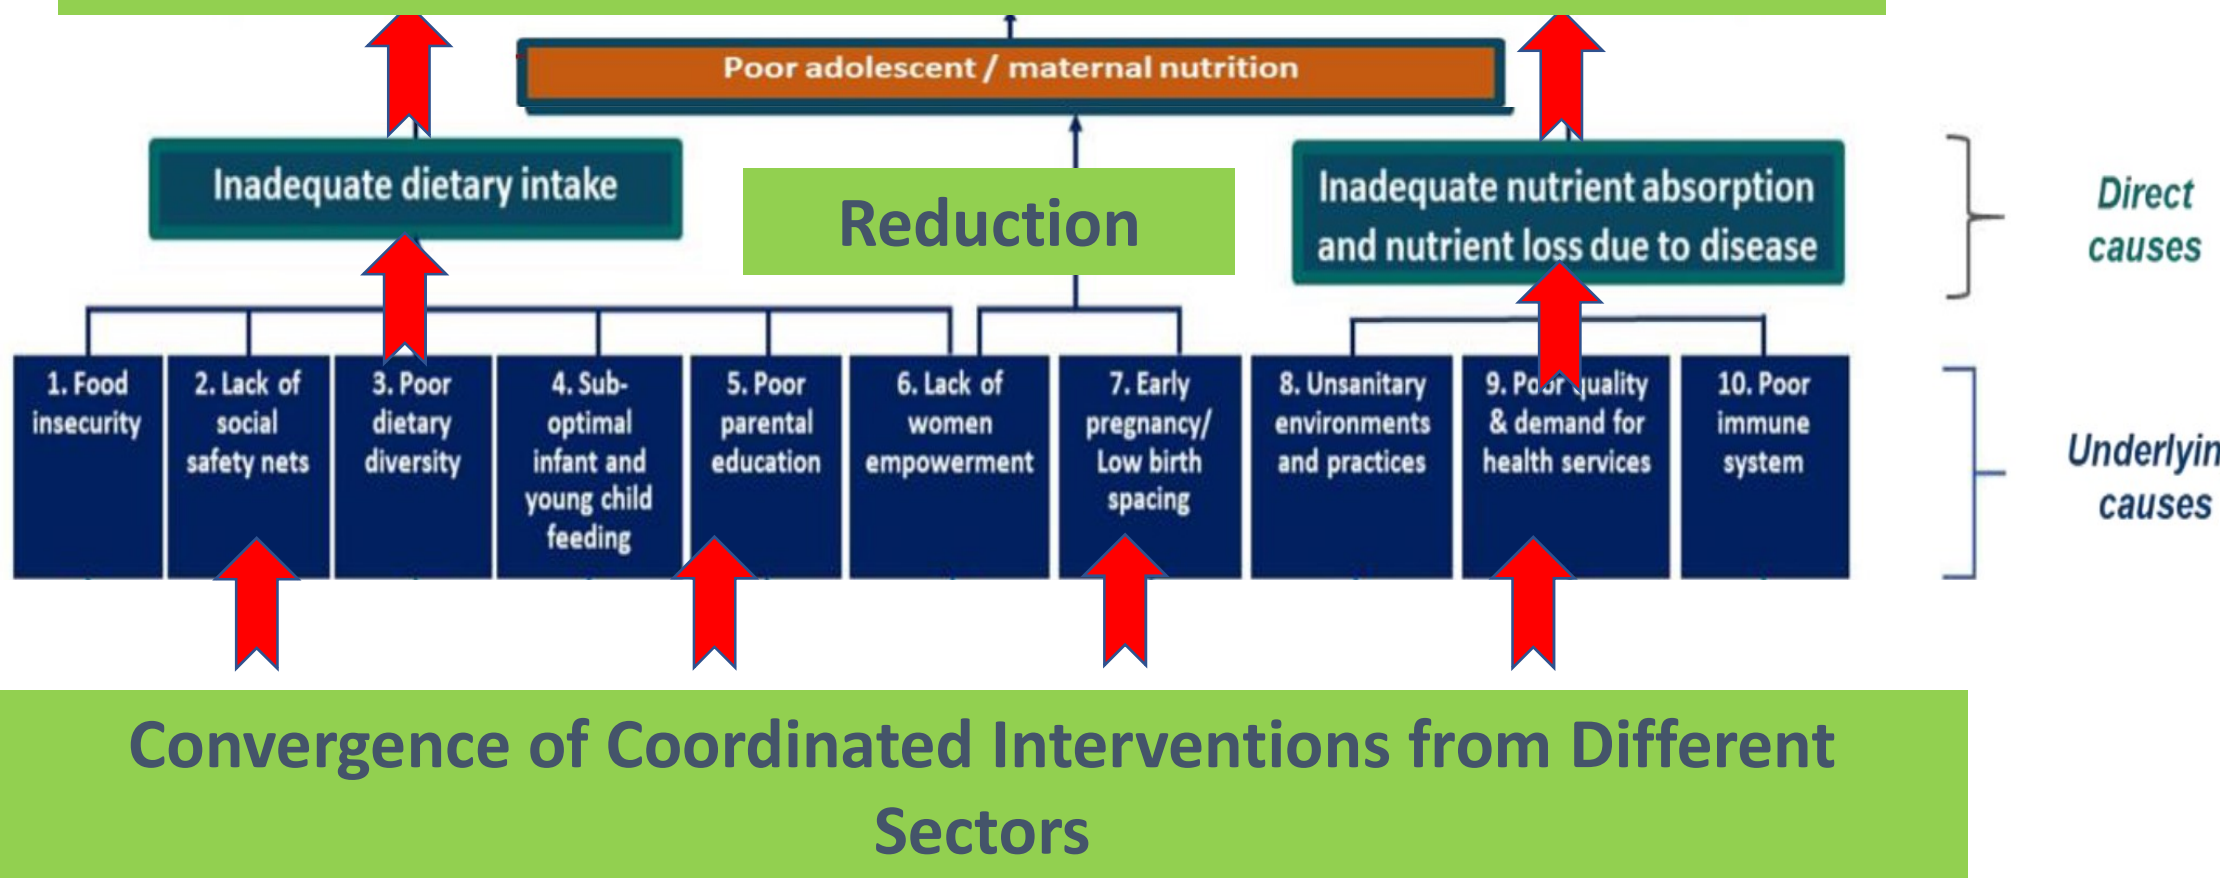 Poor adolescent / maternal nutrition
Inadequate dietary intake
Reduction
Inadequate nutrient absorption
and nutrient loss due to disease
Direct
causes
1. Food
insecurity
2. Lack of
social
safety nets
3. Poor
dietary
diversity
4. Sub-
optimal
infant and
young child
feeding
5. Poor
parental
education
6. Lack of
women
empowerment
7. Early
pregnancy/
Low birth
spacing
8. Unsanitary
environments
and practices
9. Poor quality
& demand for
health services
10. Poor
immune
system
Underlyin
causes
Convergence of Coordinated Interventions from Different
Sectors